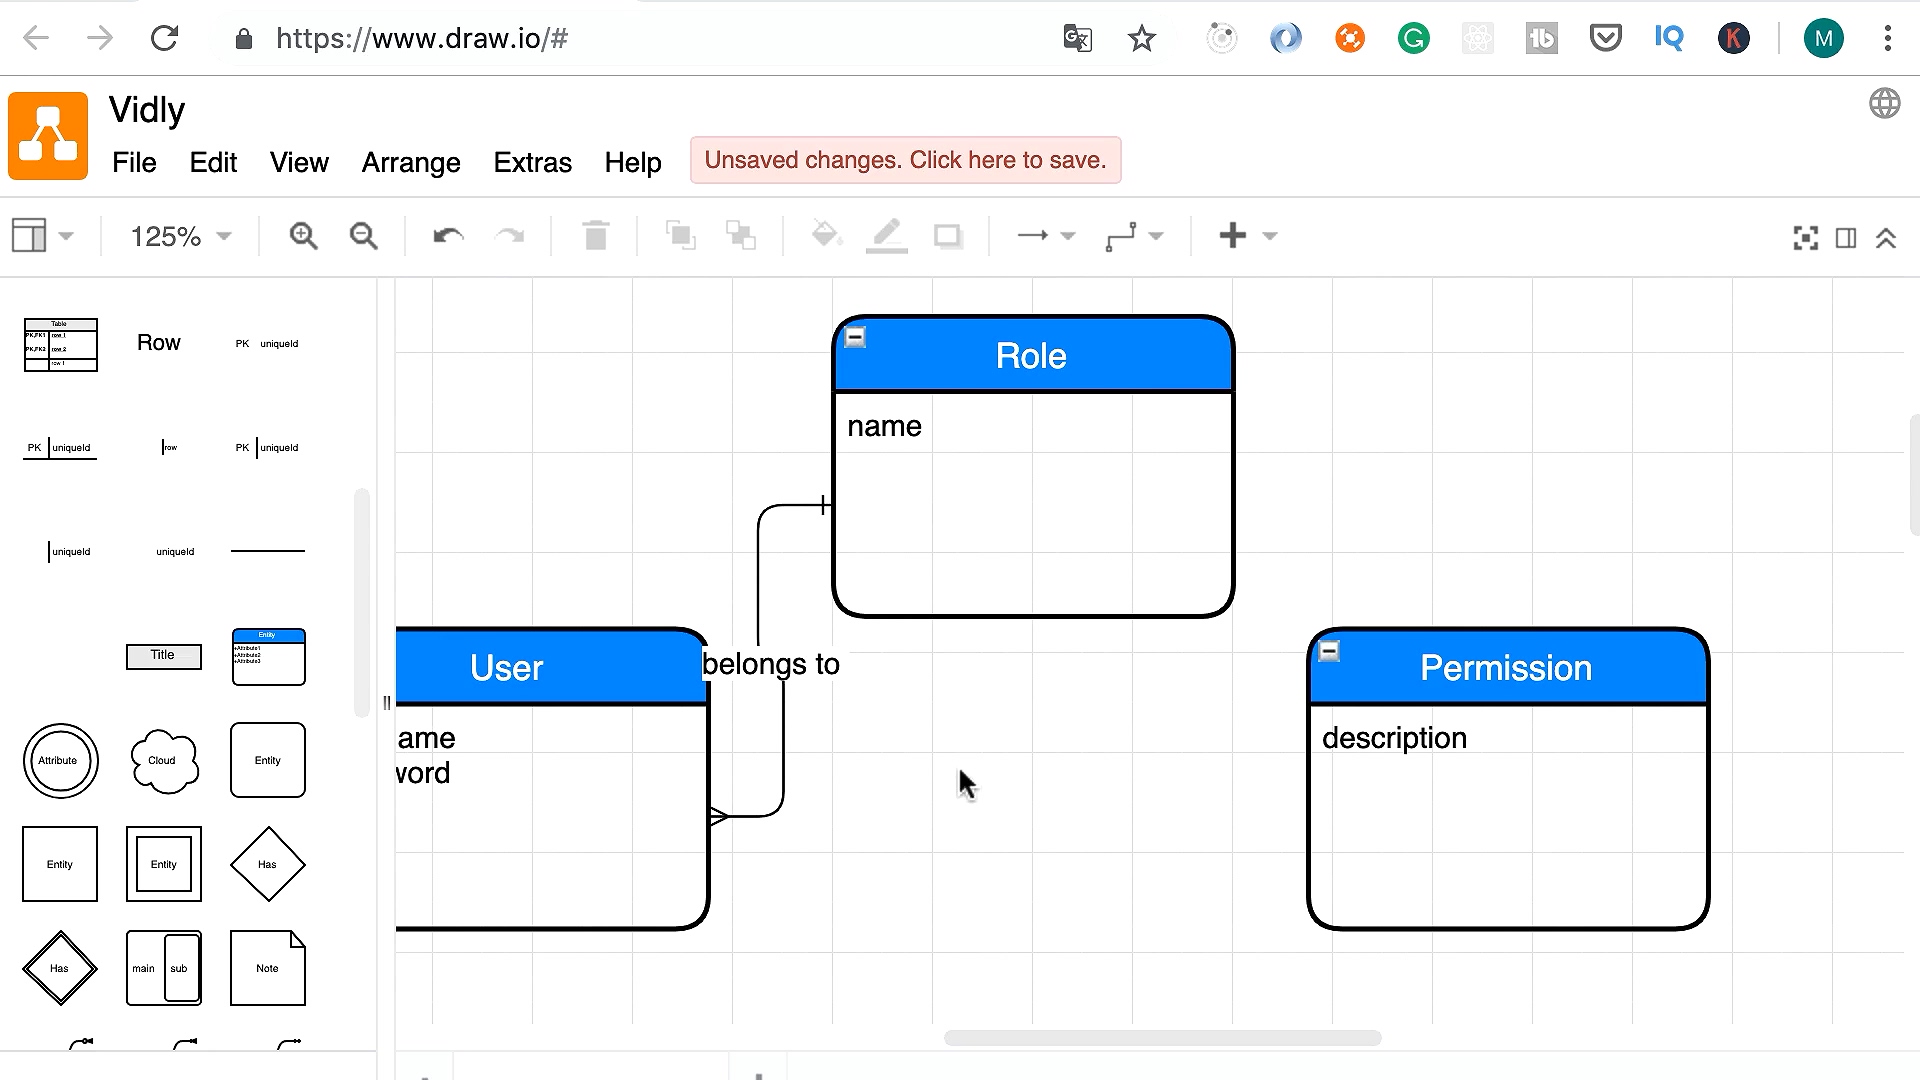 https://www.draw.io/#
M
Vidly
File Edit View Arrange Extras Help
Unsaved changes. Click here to save.
125%
Table
PK,FK1 row 1
PK,FK2 row 2
row 1
Row
PK uniqueId
PK uniqueId
row
PK uniqueId
uniqueId
uniqueId
Title
Entity
+Attribute1
+Attribute2
+Attribute3
Attribute
Cloud
Entity
Entity
Entity
Has
Has
main sub
Note
Role
name
belongs to
User
ame
word
Permission
description
IQ
K
G
tb